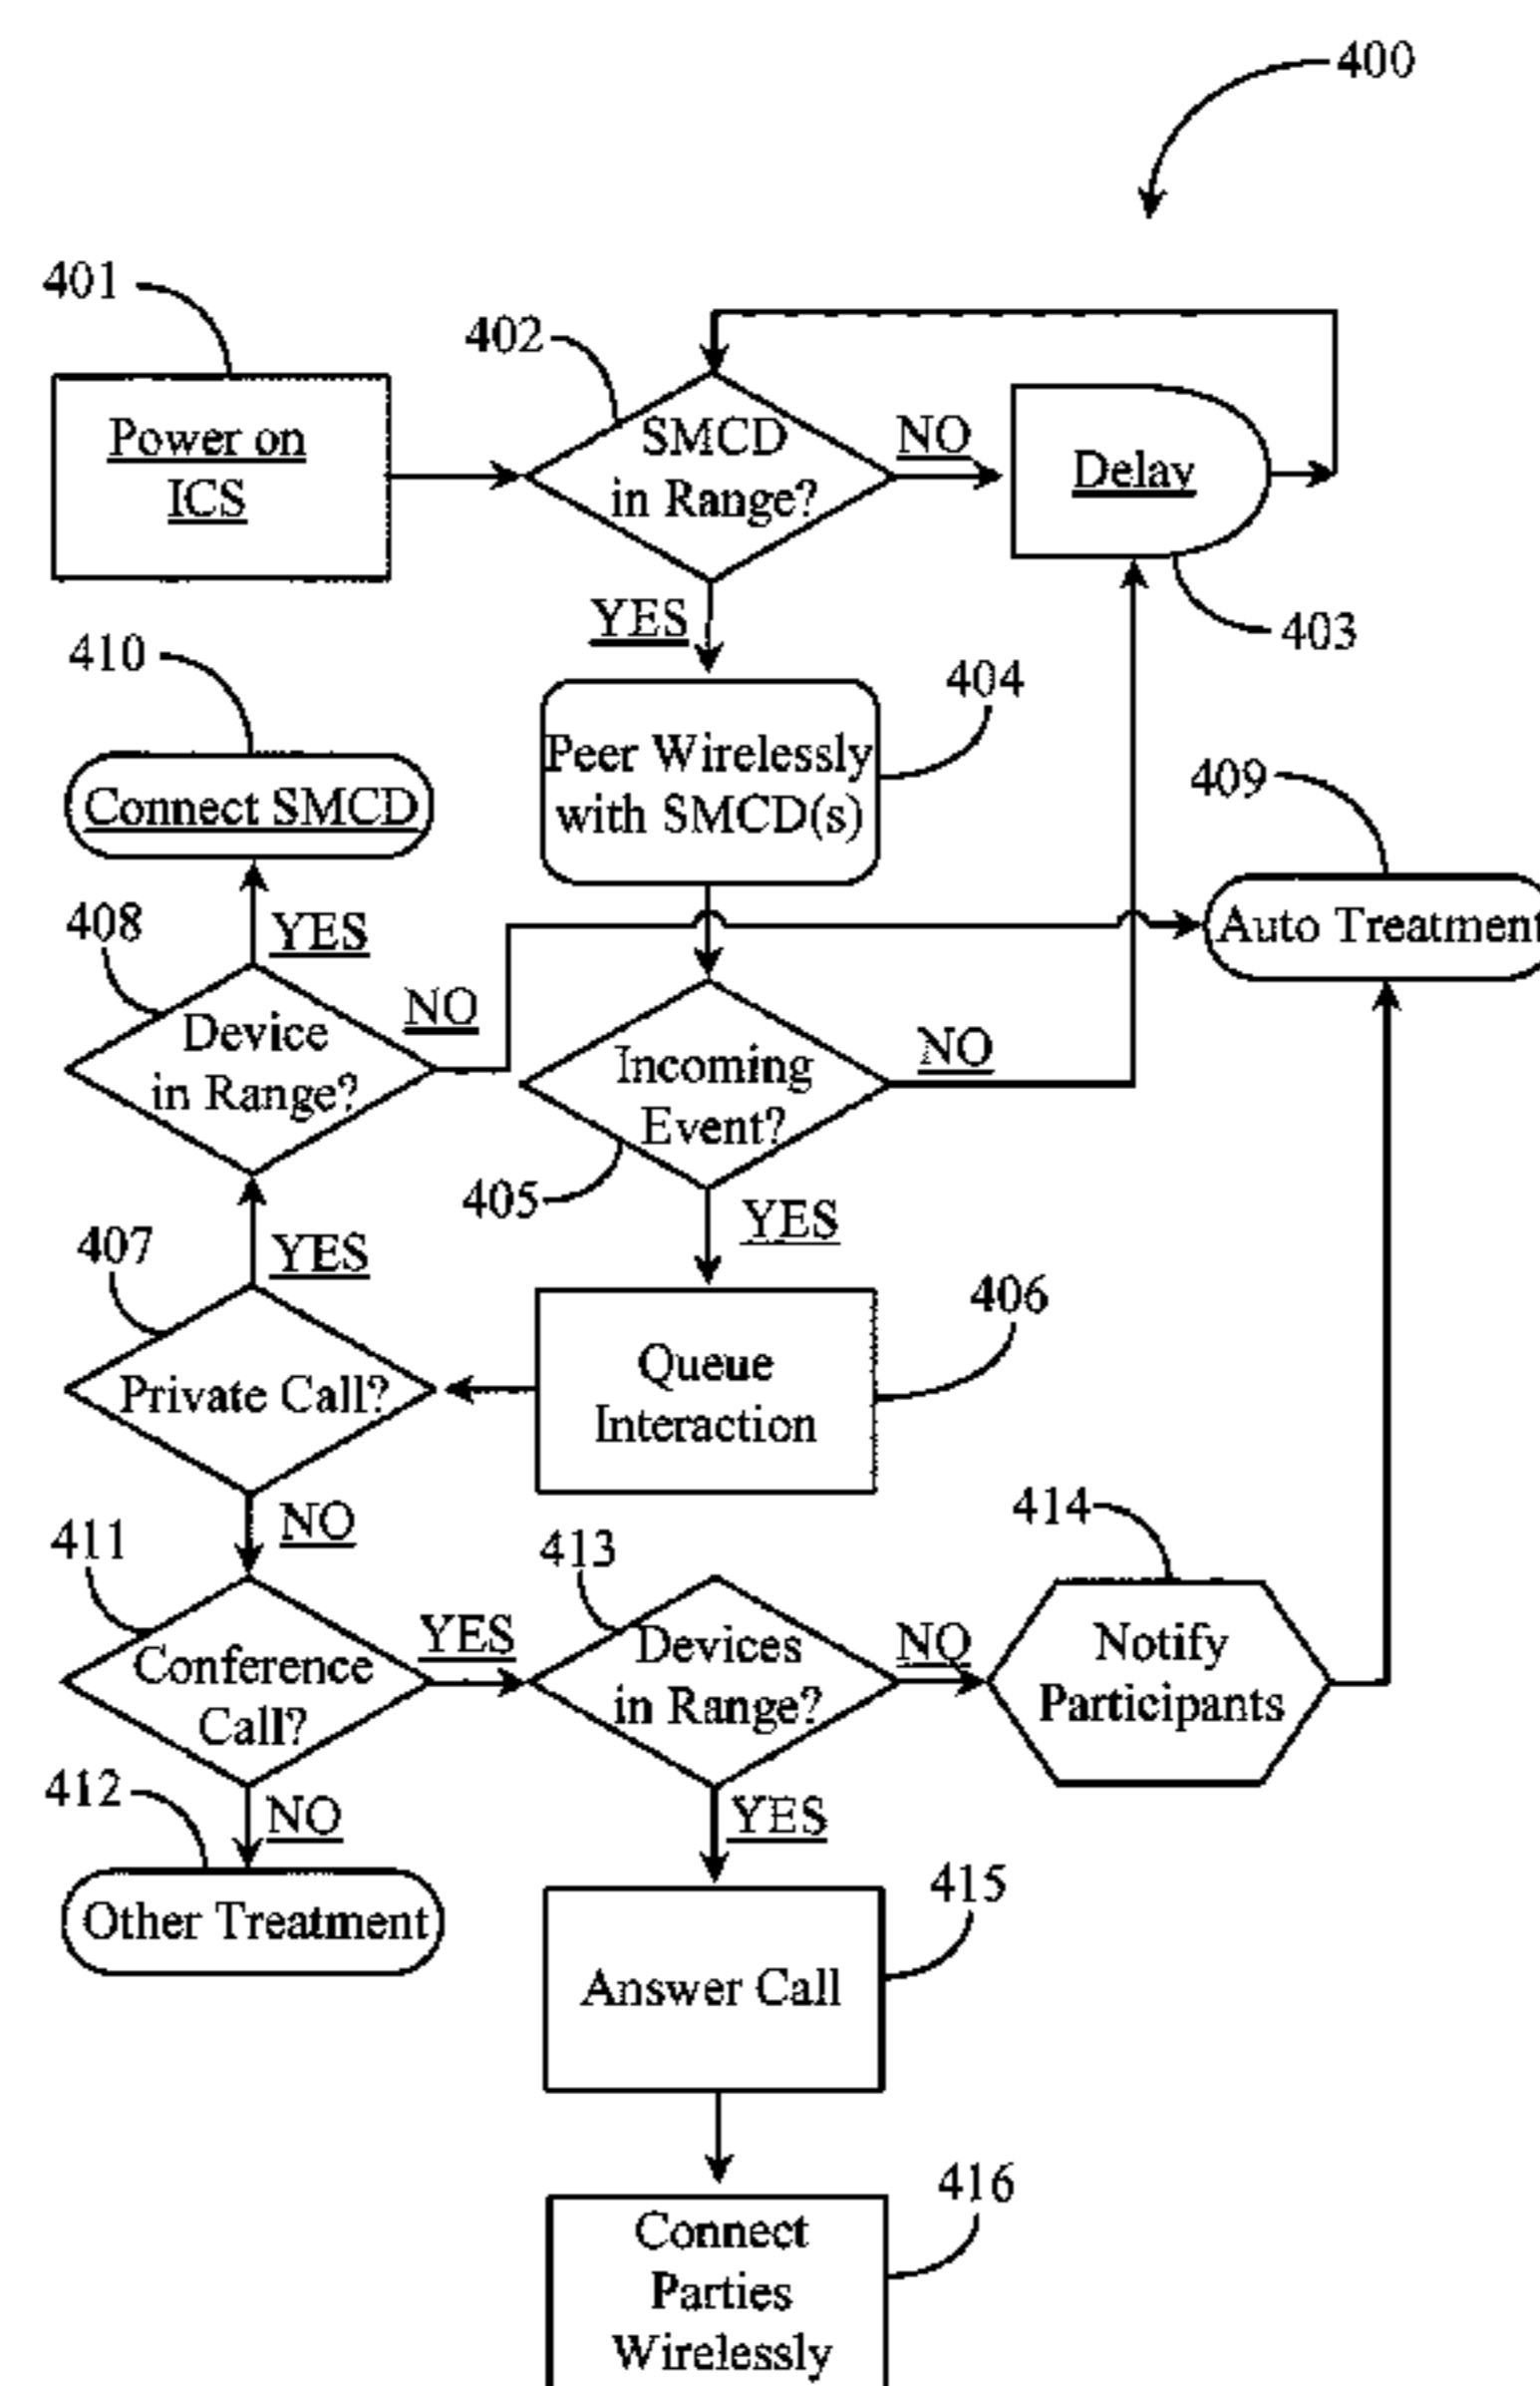 400
401
402
Power on
ICS
SMCD
in Range?
NO
Delay
403
YES
410
404
Connect SMCD
Peer Wirelessly
with SMCD(s)
409
Auto Treatment
408
YES
Device
in Range?
NO
Incoming
Event?
NO
405
YES
407
YES
406
Private Call?
Queue
Interaction
NO
411
413
414
Conference
Call?
YES
Devices
in Range?
NO
Notify
Participants
412
NO
YES
Other Treatment
415
Answer Call
416
Connect
Parties
Wirelessly